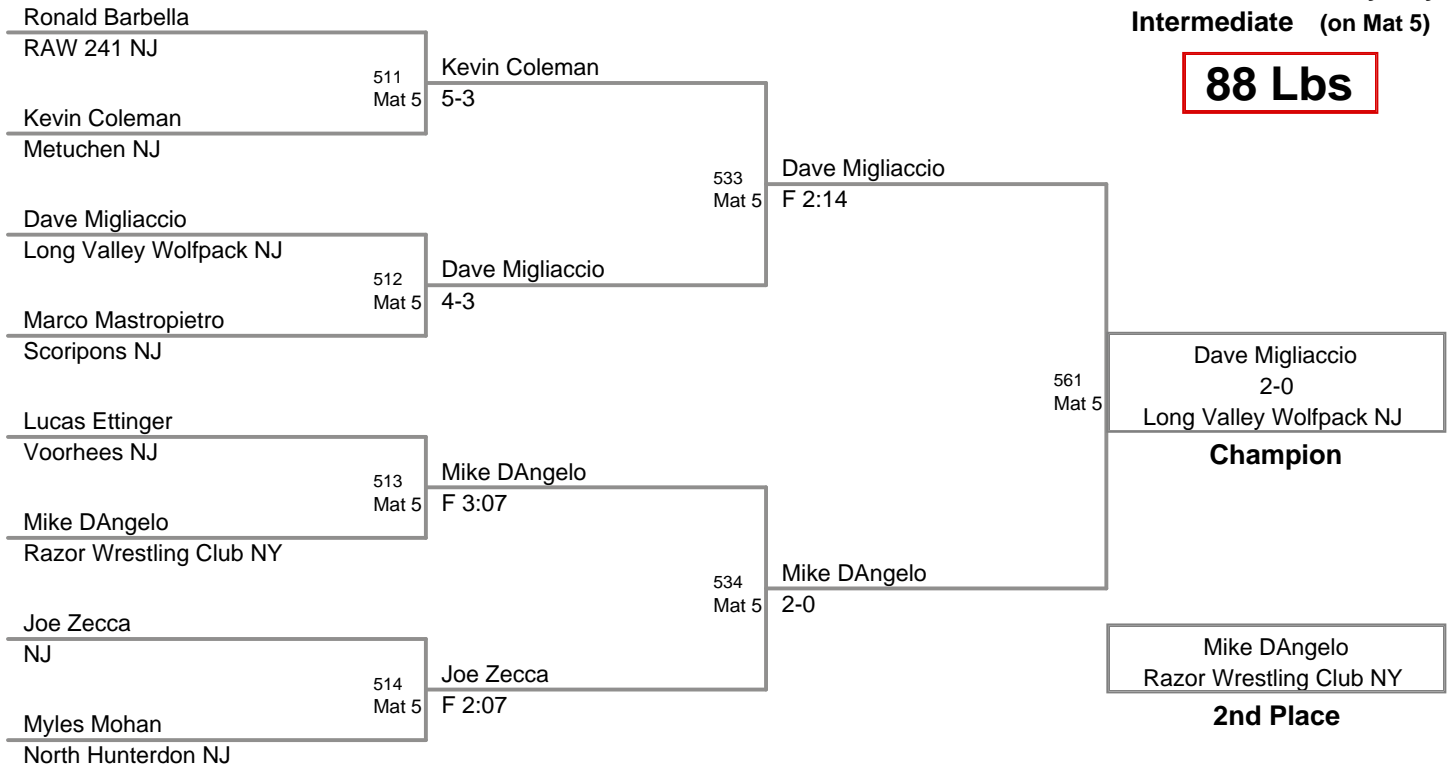 Intermediate (on Mat 5)
88 Lbs
Ronald Barbella
RAW 241 NJ
511
Mat 5
Kevin Coleman
5-3
Kevin Coleman
Metuchen NJ
533
Mat 5
Dave Migliaccio
F 2:14
Dave Migliaccio
Long Valley Wolfpack NJ
512
Mat 5
Dave Migliaccio
4-3
Marco Mastropietro
Scoripons NJ
561
Mat 5
Dave Migliaccio
2-0
Long Valley Wolfpack NJ
Champion
Lucas Ettinger
Voorhees NJ
513
Mat 5
Mike DAngelo
F 3:07
Mike DAngelo
Razor Wrestling Club NY
534
Mat 5
Mike DAngelo
2-0
Joe Zecca
NJ
514
Mat 5
Joe Zecca
F 2:07
Myles Mohan
North Hunterdon NJ
Mike DAngelo
Razor Wrestling Club NY
2nd Place